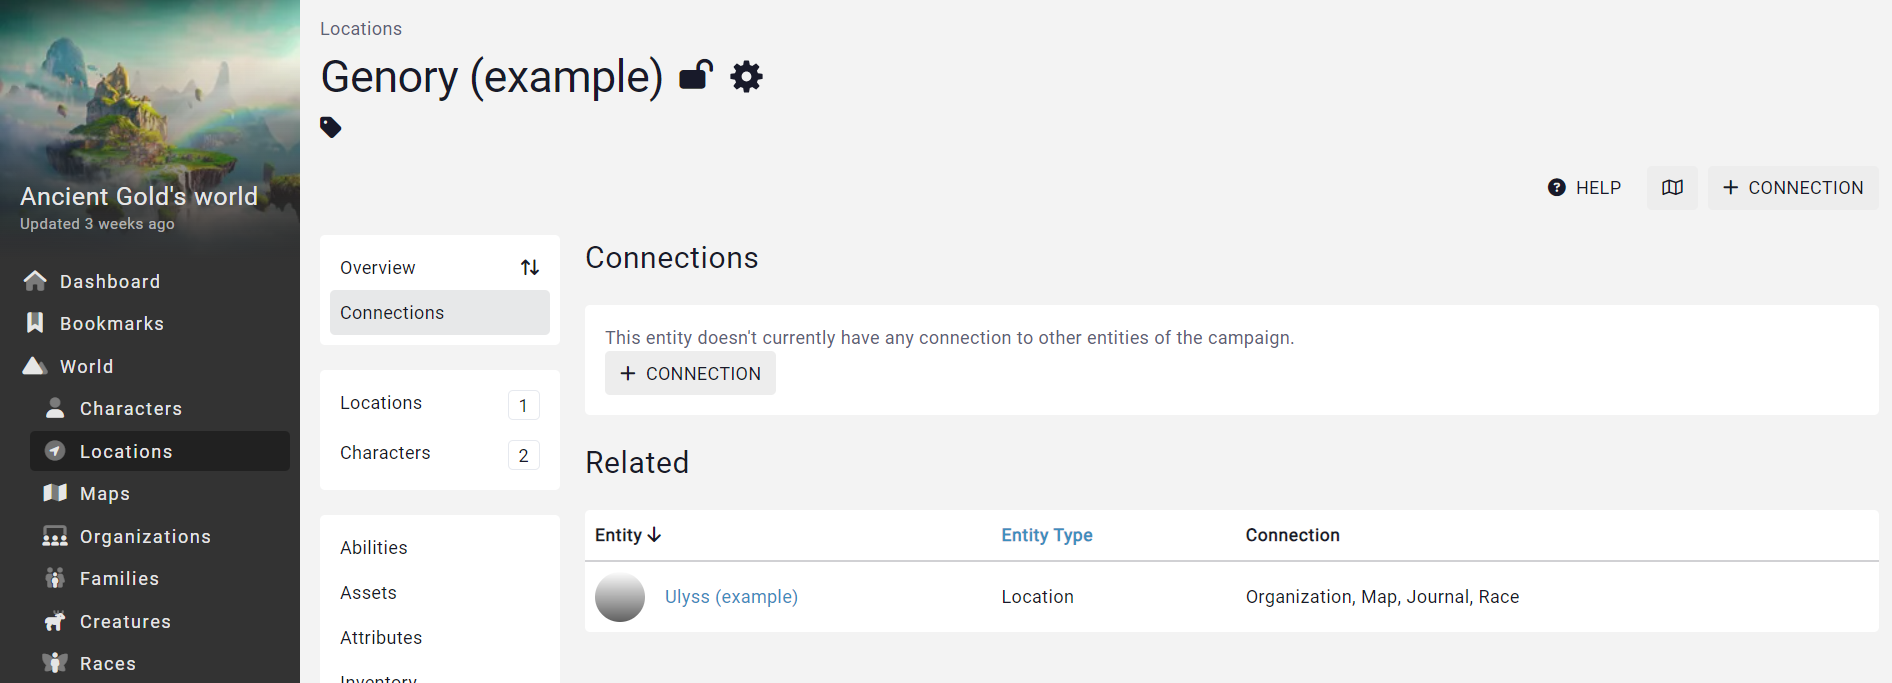 Ancient Gold's world
Updated 3 weeks ago
Dashboard
Bookmarks
World
Characters
Locations
Maps
Organizations
Families
Creatures
Races
Locations
Genory (example)
HELP
CONNECTION
Overview
Connections
Locations 1
Characters 2
Abilities
Assets
Attributes
Inventory
Connections
This entity doesn't currently have any connection to other entities of the campaign.
CONNECTION
Related
Entity Entity Type Connection
Ulyss (example) Location Organization, Map, Journal, Race